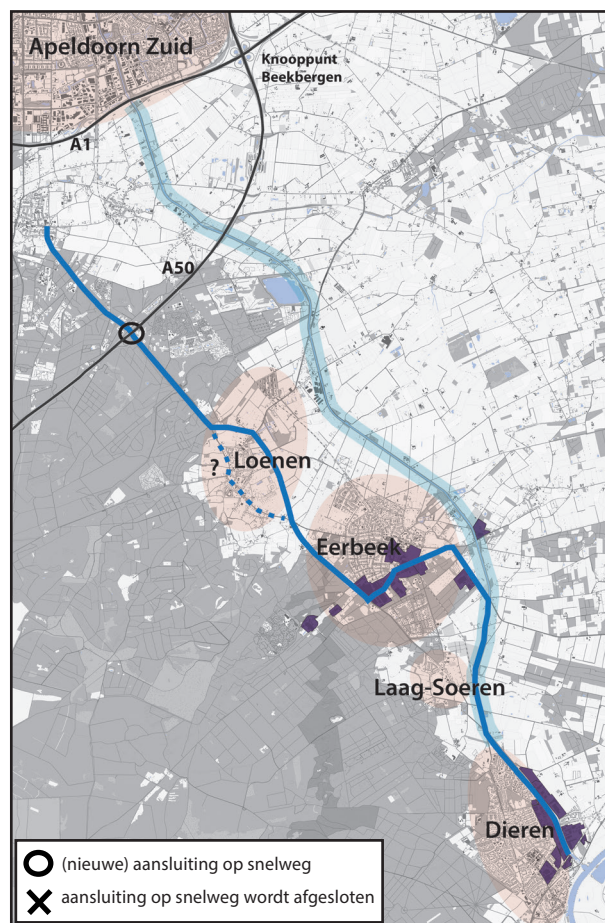 Apeldoorn Zuid
Knooppunt
Beekbergen
A1
A50
?
Loenen
Eerbeek
Laag-Soeren
Dieren
(nieuwe) aansluiting op snelweg
aansluiting op snelweg wordt afgesloten